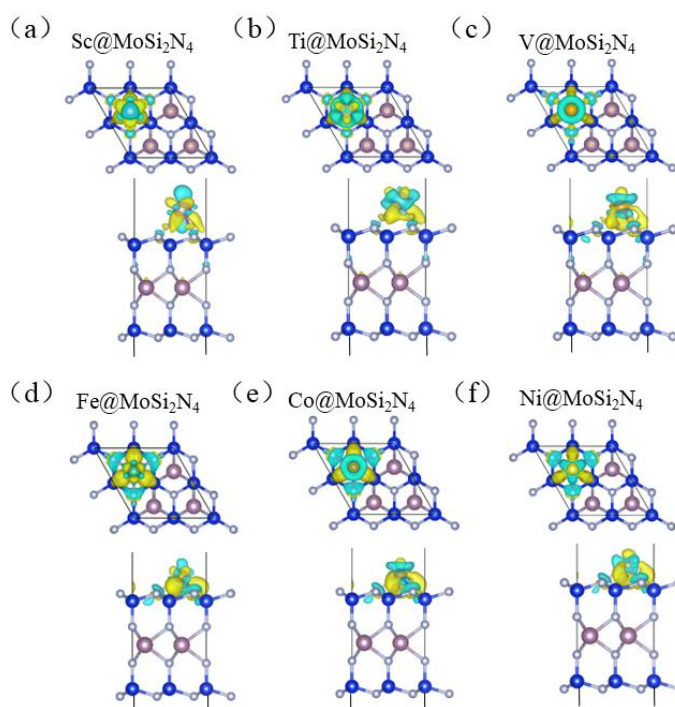 （a） Sc@MoSi₂N₄
（b） Ti@MoSi₂N₄
（c） V@MoSi₂N₄
（d） Fe@MoSi₂N₄
（e） Co@MoSi₂N₄
（f） Ni@MoSi₂N₄